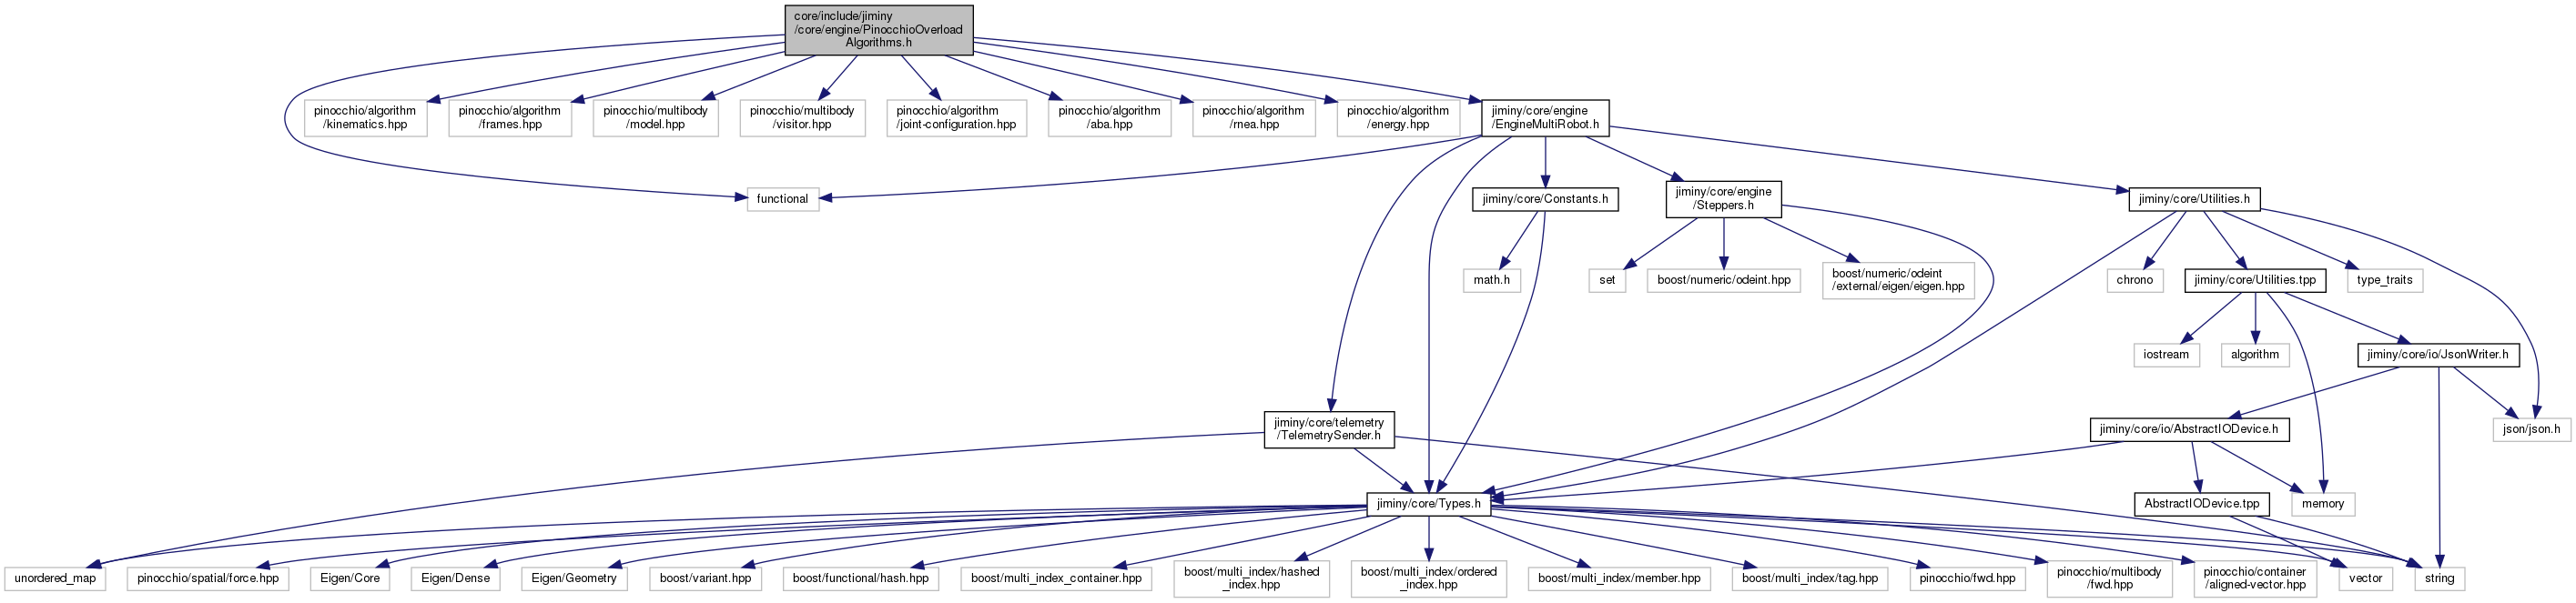 core/include/jiminy
/core/engine/PinocchioOverload
Algorithms.h
pinocchio/algorithm
/kinematics.hpp
pinocchio/algorithm
/frames.hpp
pinocchio/multibody
/model.hpp
pinocchio/multibody
/visitor.hpp
pinocchio/algorithm
/joint-configuration.hpp
pinocchio/algorithm
/aba.hpp
pinocchio/algorithm
/rnea.hpp
pinocchio/algorithm
/energy.hpp
jiminy/core/engine
/EngineMultiRobot.h
functional
jiminy/core/Constants.h
jiminy/core/engine
/Steppers.h
jiminy/core/Utilities.h
math.h
set
boost/numeric/odeint.hpp
boost/numeric/odeint
/external/eigen/eigen.hpp
chrono
jiminy/core/Utilities.tpp
type_traits
iostream
algorithm
jiminy/core/io/JsonWriter.h
jiminy/core/telemetry
/TelemetrySender.h
jiminy/core/io/AbstractIODevice.h
json/json.h
jiminy/core/Types.h
AbstractIODevice.tpp
memory
unordered_map
pinocchio/spatial/force.hpp
Eigen/Core
Eigen/Dense
Eigen/Geometry
boost/variant.hpp
boost/functional/hash.hpp
boost/multi_index_container.hpp
boost/multi_index/hashed
_index.hpp
boost/multi_index/ordered
_index.hpp
boost/multi_index/member.hpp
boost/multi_index/tag.hpp
pinocchio/fwd.hpp
pinocchio/multibody
/fwd.hpp
pinocchio/container
/aligned-vector.hpp
vector
string